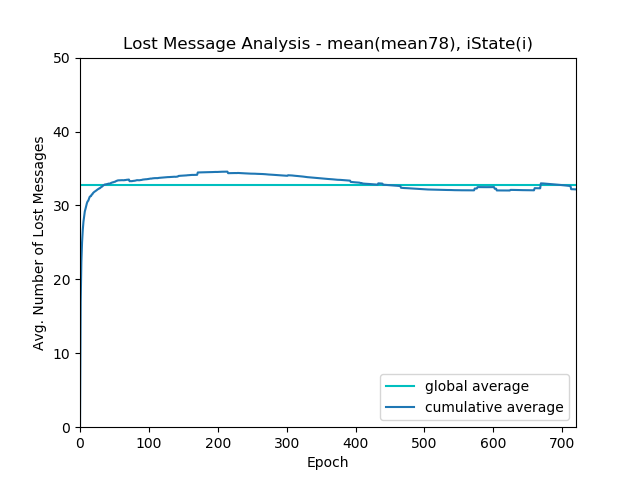 Lost Message Analysis - mean(mean78), iState(i)
Avg. Number of Lost Messages
50
40
30
20
10
0
0 100 200 300 400 500 600 700
Epoch
global average
cumulative average